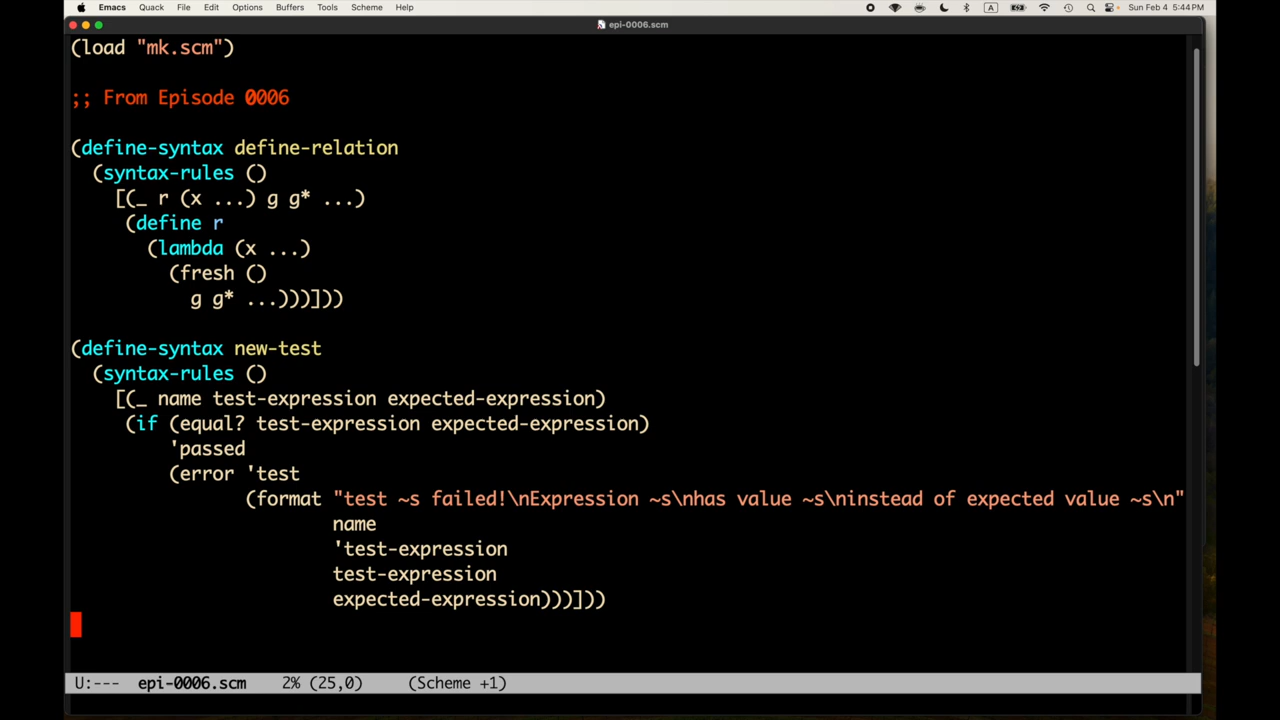 Emacs Quack File Edit Options Buffers Tools Scheme Help A Sun Feb 4 5:44 PM
epi-0006.scm
(load "mk.scm")
;; From Episode 0006
(define-syntax define-relation
(syntax-rules ()
[(_ r (x ...) g g* ...)
(define r
(lambda (x ...)
(fresh ()
g g* ...)))]))
(define-syntax new-test
(syntax-rules ()
[(_ name test-expression expected-expression)
(if (equal? test-expression expected-expression)
'passed
(error 'test
(format "test ~s failed!\nExpression ~s\nhas value ~s\ninstead of expected value ~s\n"
name
'test-expression
test-expression
expected-expression)))]))
U:--- epi-0006.scm 2% (25,0) (Scheme +1)